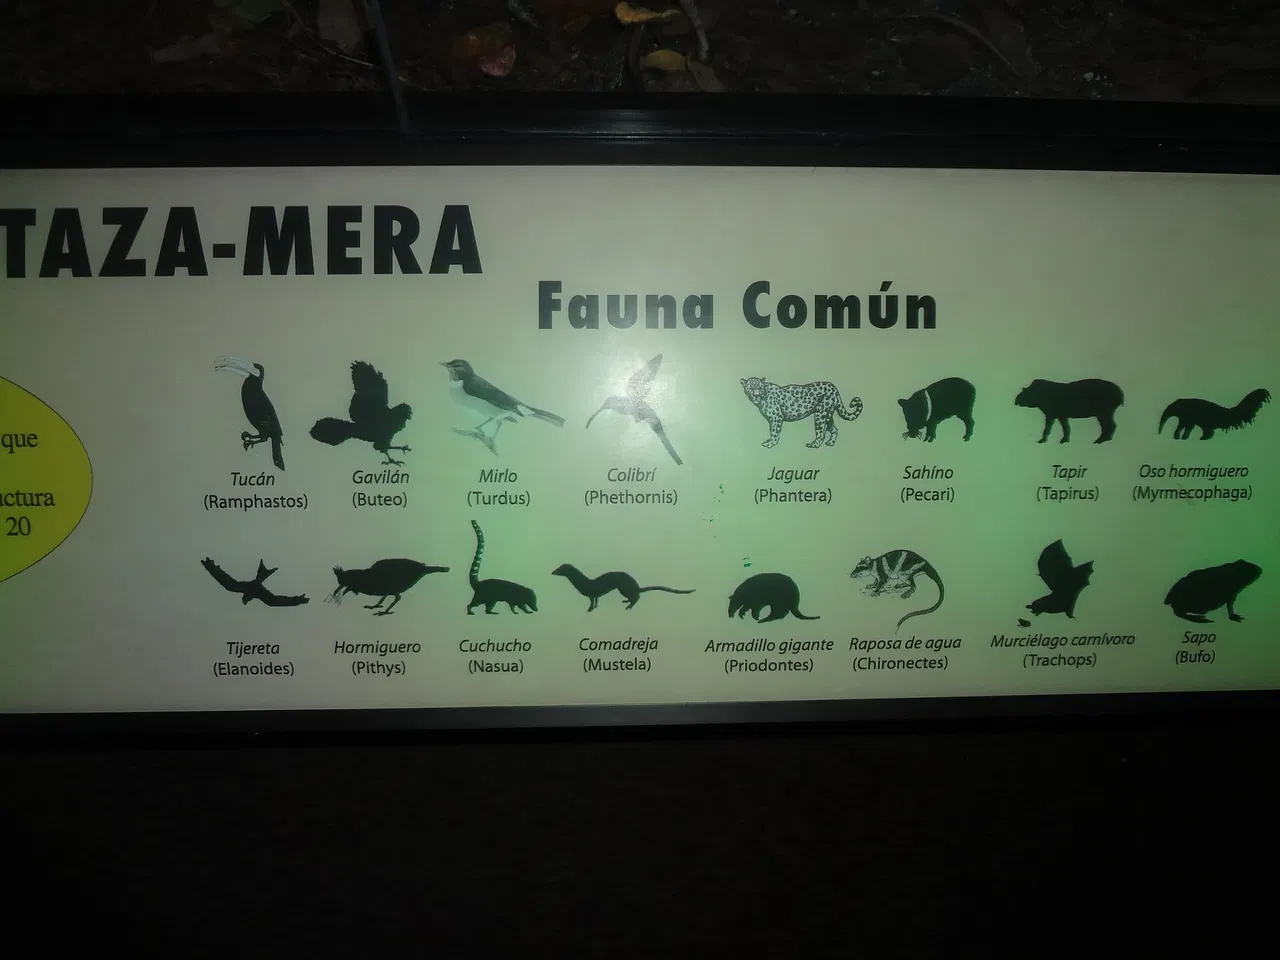 TAZA-MERA
Fauna Común
que
20
Tucán
(Ramphastos)
Gavilán
(Buteo)
Mirlo
(Turdus)
Colibrí
(Phethornis)
Jaguar
(Phantera)
Sahíno
(Pecari)
Tapir
(Tapirus)
Oso hormiguero
(Myrmecophaga)
Tijereta
(Elanoides)
Hormiguero
(Pithys)
Cuchucho
(Nasua)
Comadreja
(Mustela)
Armadillo gigante
(Priodontes)
Raposa de agua
(Chironectes)
Murciélago carnívoro
(Trachops)
Sapo
(Bufo)